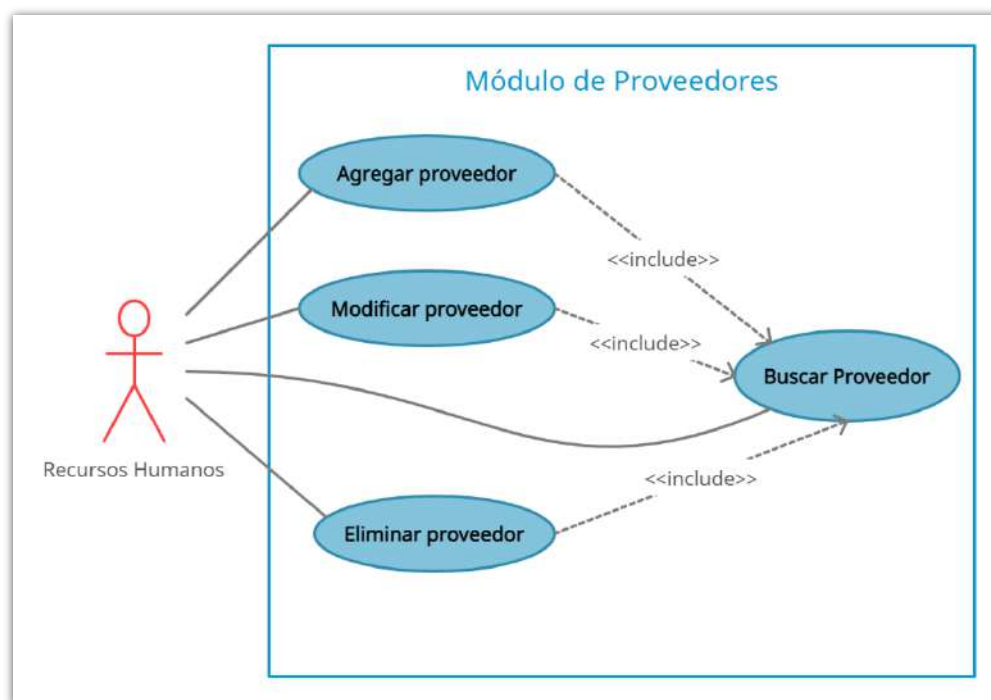 Módulo de Proveedores
Agregar proveedor
<<include>>
Modificar proveedor
<<include>>
Buscar Proveedor
Recursos Humanos
<<include>>
Eliminar proveedor